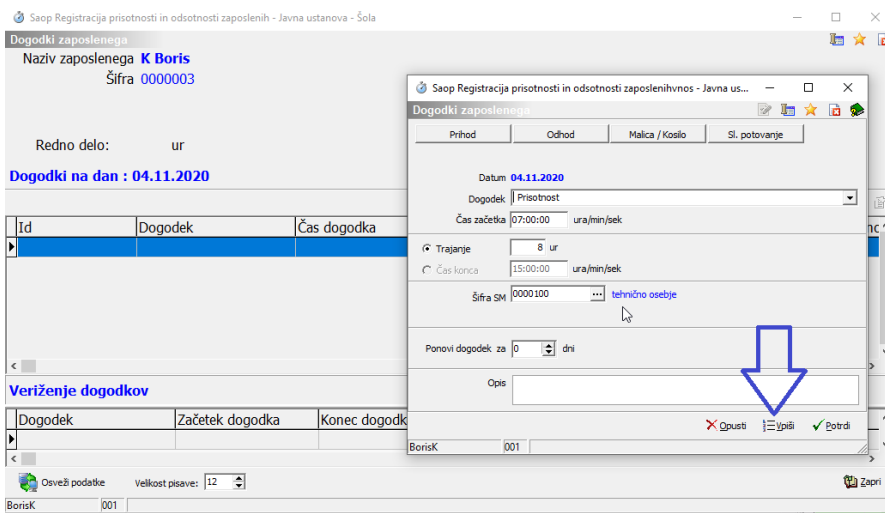 Saop Registracija prisotnosti in odsotnosti zaposlenih - Javna ustanova - Šola
Dogodki zaposlenega
Naziv zaposlenega K Boris
Šifra 0000003
Redno delo: ur
Dogodki na dan : 04.11.2020
Id Dogodek Čas dogodka
Veriženje dogodkov
Dogodek Začetek dogodka Konec dogodk
Osveži podatke Velikost pisave: 12 Zapri
BorisK 001
Saop Registracija prisotnosti in odsotnosti zaposlenihvnos - Javna us...
Dogodki zaposlenega
Prihod Odhod Malica / Kosilo Sl. potovanje
Datum 04.11.2020
Dogodek Prisotnost
Čas začetka 07:00:00 ura/min/sek
Trajanje 8 ur
Čas konca 15:00:00 ura/min/sek
Šifra SM 0000100 ... tehnično osebje
Ponovi dogodek za 0 dni
Opis
Opusti Vpiši Potrdi
BorisK 001